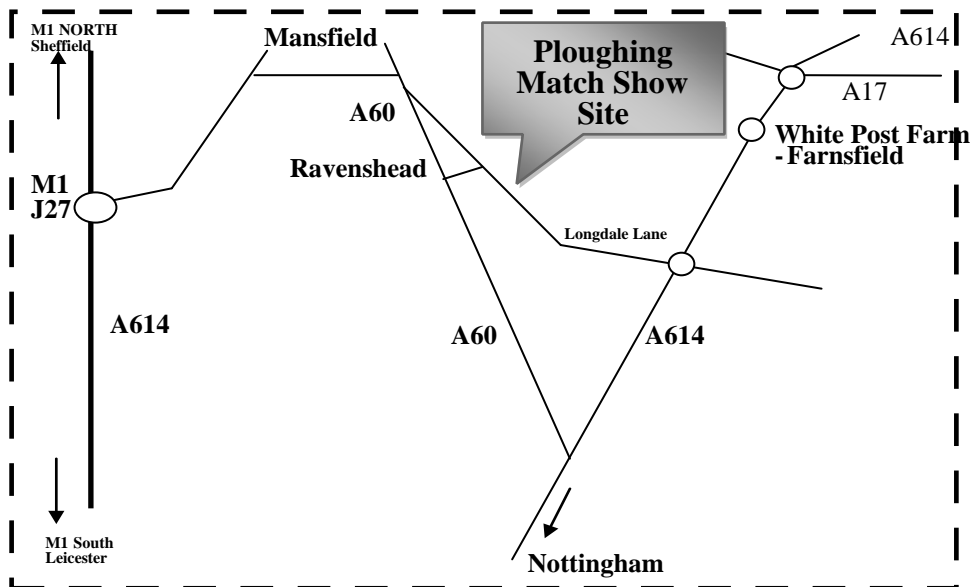 M1 NORTH
Sheffield
Mansfield
Ploughing
Match Show
Site
A614
A17
A60
White Post Farm
- Farnsfield
Ravenshead
M1
J27
Longdale Lane
A614
A60
A614
M1 South
Leicester
Nottingham